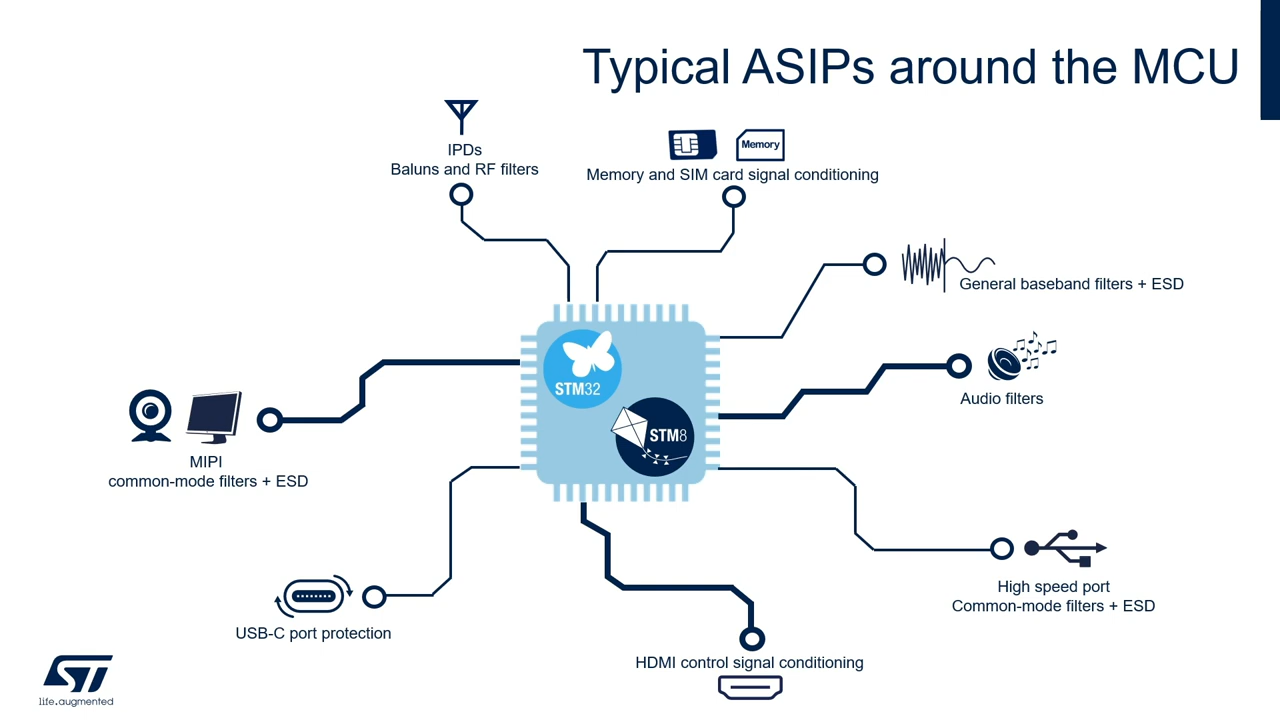 Typical ASIPs around the MCU
IPDs
Baluns and RF filters
Memory
Memory and SIM card signal conditioning
General baseband filters + ESD
STM32
Audio filters
STM8
MIPI
common-mode filters + ESD
High speed port
Common-mode filters + ESD
USB-C port protection
HDMI control signal conditioning
ST
life.augmented